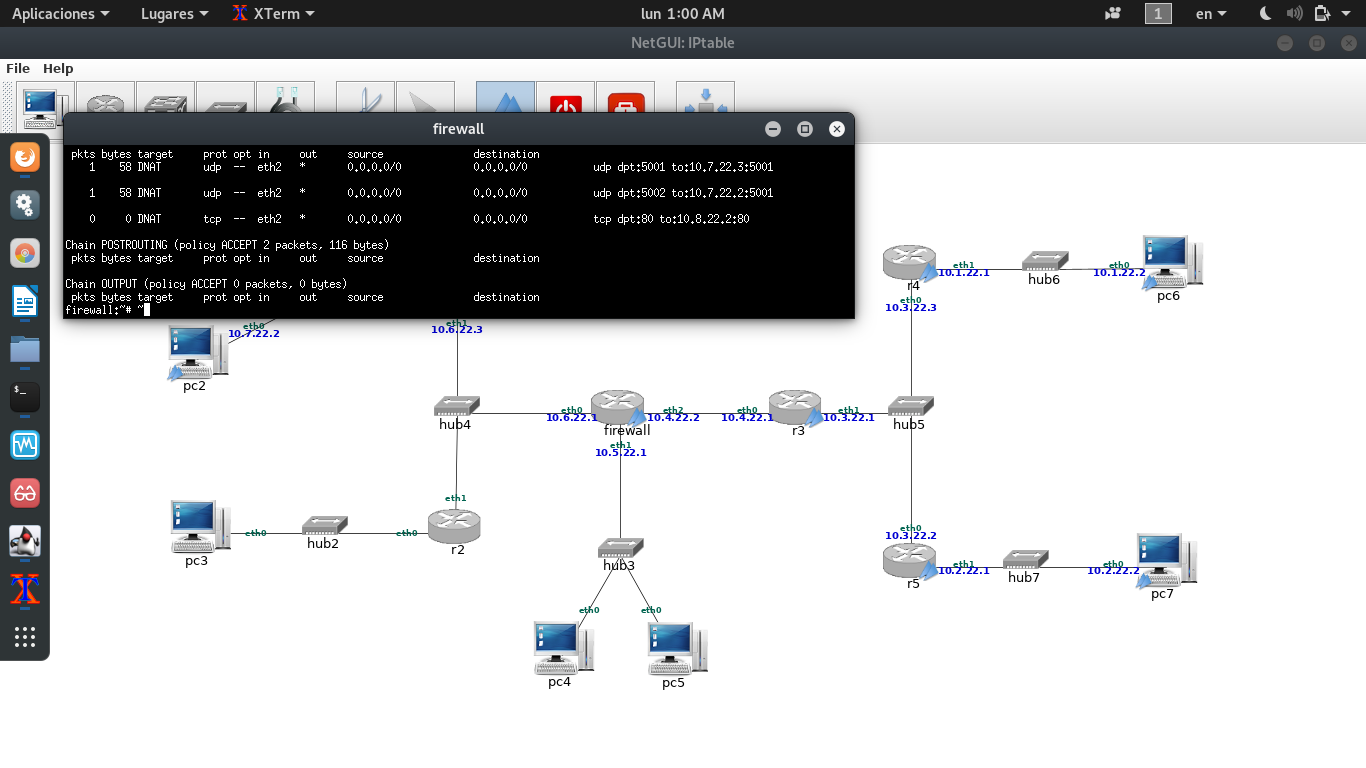 Aplicaciones Lugares XTerm lun 1:00 AM 1 en
NetGUI: IPtable
File Help
firewall
pkts bytes target prot opt in out source destination
1 58 DNAT udp -- eth2 * 0.0.0.0/0 0.0.0.0/0 udp dpt:5001 to:10.7.22.3:5001
1 58 DNAT udp -- eth2 * 0.0.0.0/0 0.0.0.0/0 udp dpt:5002 to:10.7.22.2:5001
0 0 DNAT tcp -- eth2 * 0.0.0.0/0 0.0.0.0/0 tcp dpt:80 to:10.8.22.2:80
Chain POSTROUTING (policy ACCEPT 2 packets, 116 bytes)
pkts bytes target prot opt in out source destination
Chain OUTPUT (policy ACCEPT 0 packets, 0 bytes)
pkts bytes target prot opt in out source destination
firewall:~# ~
eth1 eth0
10.1.22.1 10.1.22.2
hub6
r4
pc6
eth0
10.3.22.3
eth0
10.7.22.2
eth1
10.6.22.3
pc2
eth0 eth2 eth0 eth1
10.6.22.1 10.4.22.2 10.4.22.1 10.3.22.1
hub4 firewall r3 hub5
eth1
10.5.22.1
eth1
eth0 eth0
hub2
r2
pc3
eth0
10.3.22.2
hub3
eth1 eth0
10.2.22.1 10.2.22.2
hub7
r5
pc7
eth0 eth0
pc4 pc5